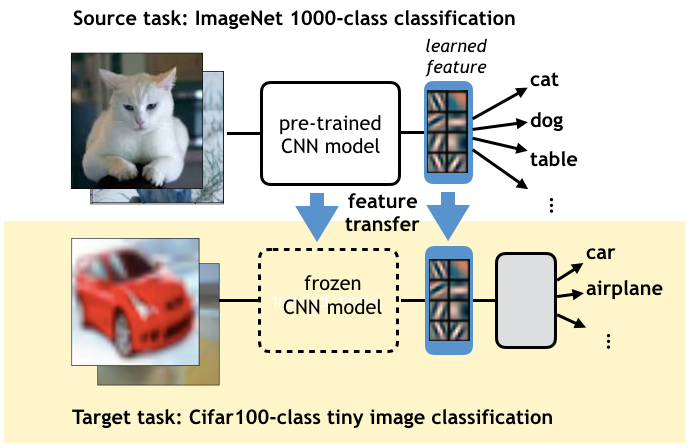 Source task: ImageNet 1000-class classification
learned
feature
cat
pre-trained
CNN model
dog
table
⋮
feature
transfer
car
frozen
CNN model
airplane
⋮
Target task: Cifar100-class tiny image classification